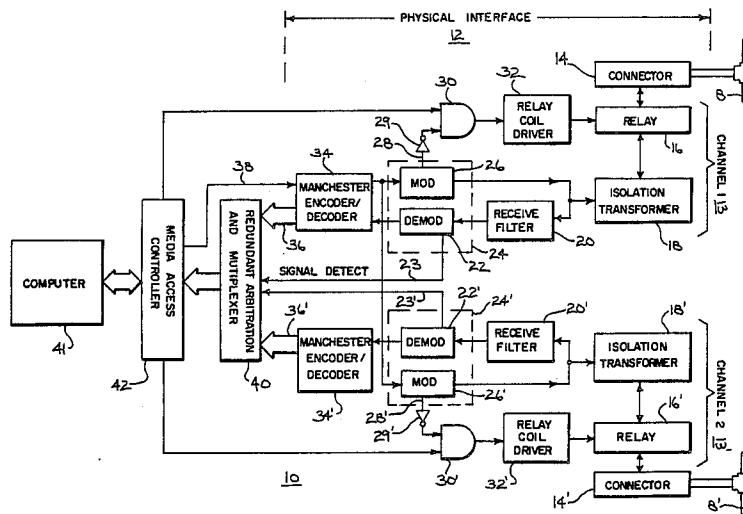 PHYSICAL INTERFACE
12
14
CONNECTOR
8
30
32
RELAY COIL DRIVER
RELAY
16
29
28
CHANNEL 1
13
38
34
MANCHESTER ENCODER/DECODER
MOD
26
ISOLATION TRANSFORMER
18
DEMOD
RECEIVE FILTER
20
22
24
36
COMPUTER
41
MEDIA ACCESS CONTROLLER
42
REDUNDANT ARBITRATION AND MUTIPLEXER
40
SIGNAL DETECT
23
23'
22'
24'
20'
18'
36'
MANCHESTER ENCODER/DECODER
34'
DEMOD
RECEIVE FILTER
ISOLATION TRANSFORMER
MOD
26'
28'
29'
CHANNEL 2
13'
16'
30'
RELAY COIL DRIVER
32'
RELAY
CONNECTOR
14'
8'
10